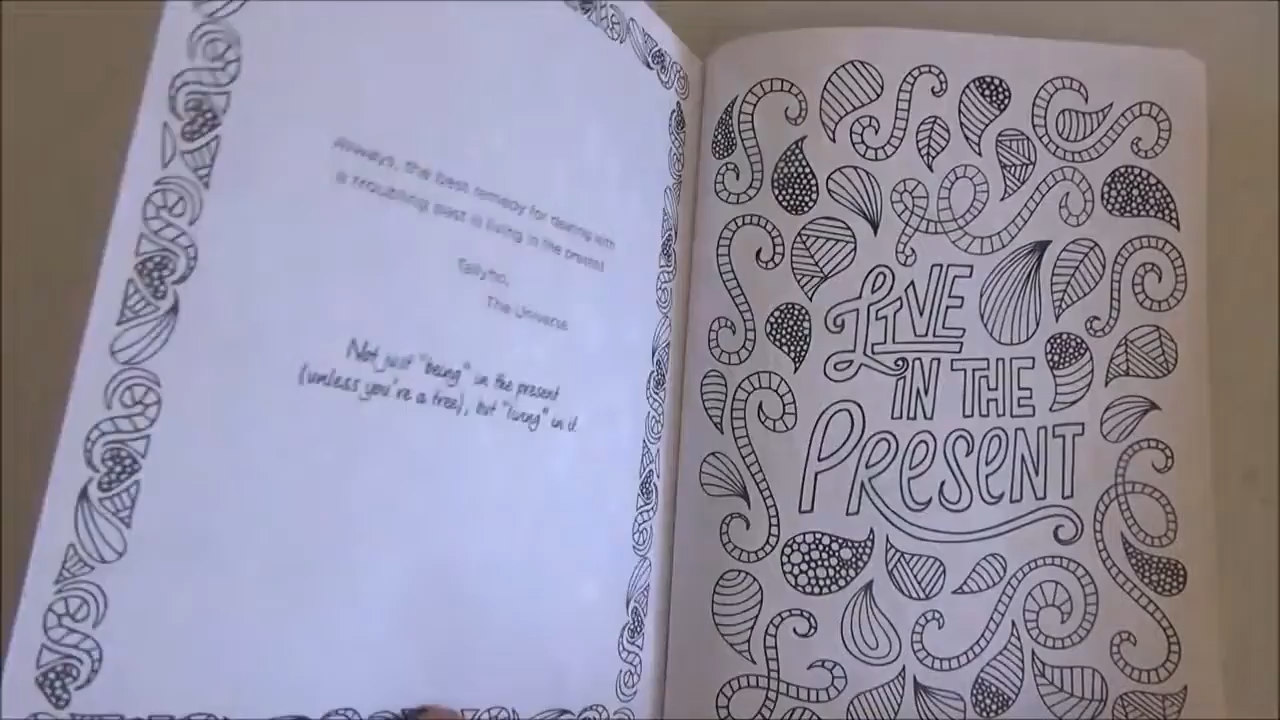 Always, the best remedy for dealing with
a troubling past is living in the present.
Tallyho,
The Universe
Not just "being" in the present
(unless you're a tree), but "living" in it.
LIVE
IN THE
PRESENT